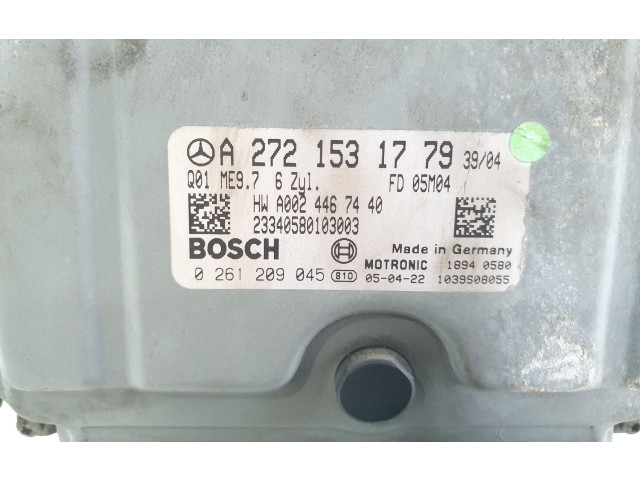 A 272 153 17 79 39/04
Q01 ME9.7 6 Zyl. FD 05M04
HW A002 446 74 40
23340580103003
BOSCH Made in Germany
0 261 209 045 810 MOTRONIC 1894 0580
05-04-22 1039S08055